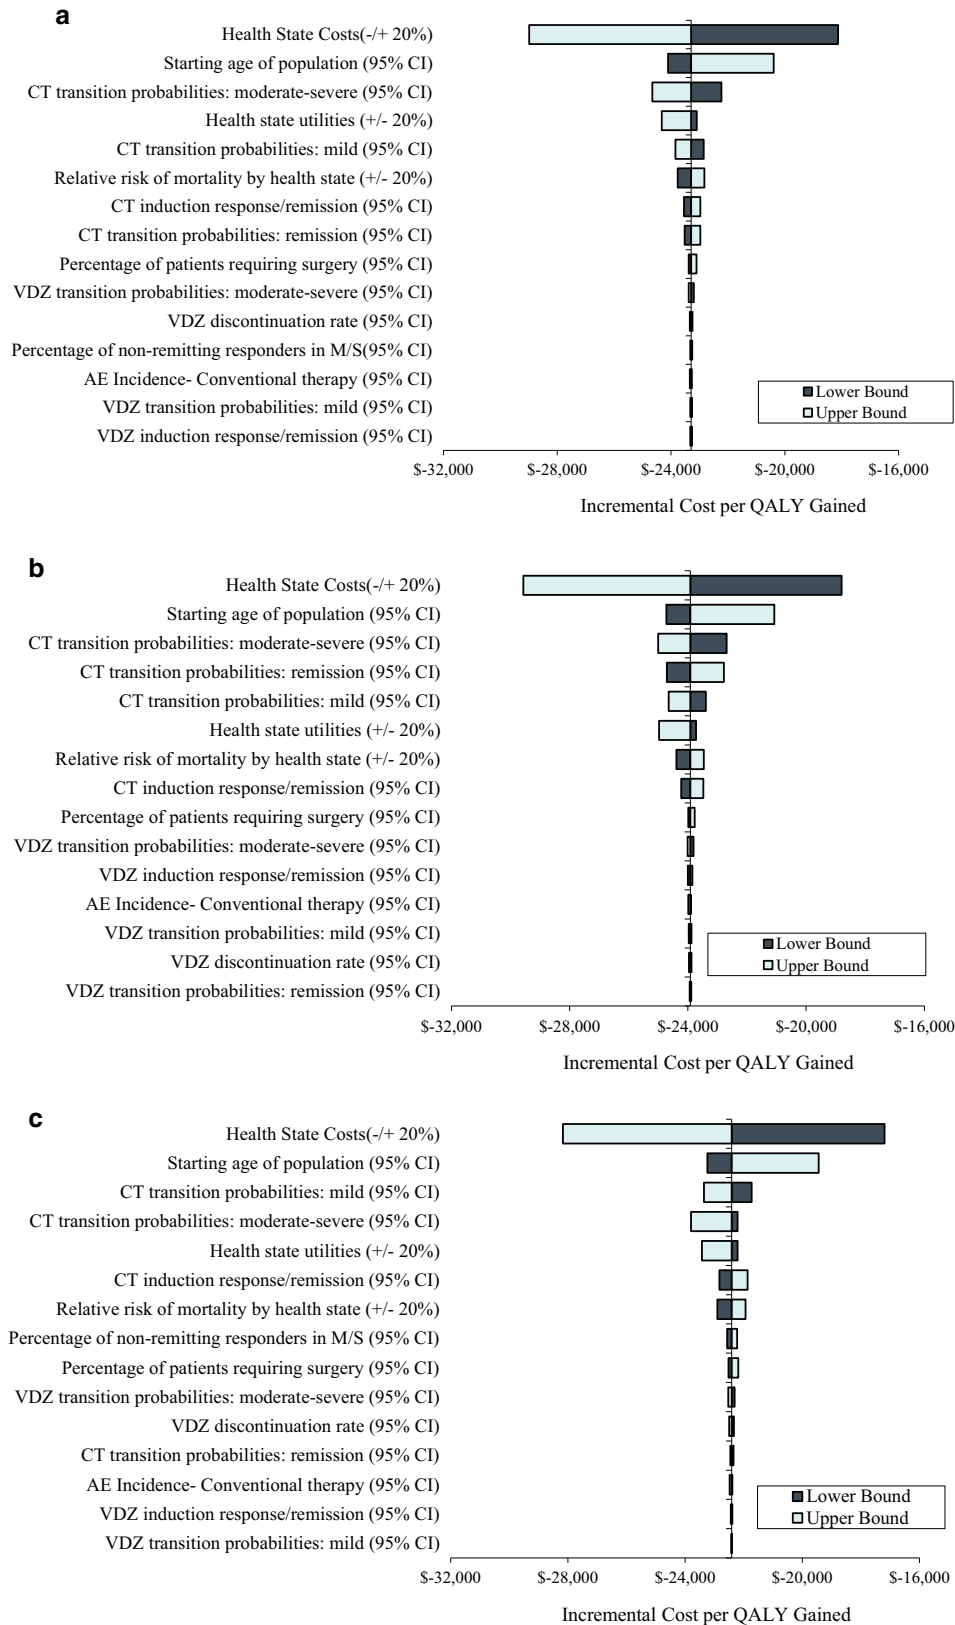 a
Health State Costs(-/+ 20%)
Starting age of population (95% CI)
CT transition probabilities: moderate-severe (95% CI)
Health state utilities (+/- 20%)
CT transition probabilities: mild (95% CI)
Relative risk of mortality by health state (+/- 20%)
CT induction response/remission (95% CI)
CT transition probabilities: remission (95% CI)
Percentage of patients requiring surgery (95% CI)
VDZ transition probabilities: moderate-severe (95% CI)
VDZ discontinuation rate (95% CI)
Percentage of non-remitting responders in M/S(95% CI)
AE Incidence- Conventional therapy (95% CI)
VDZ transition probabilities: mild (95% CI)
VDZ induction response/remission (95% CI)
Lower Bound
Upper Bound
$-32,000 $-28,000 $-24,000 $-20,000 $-16,000
Incremental Cost per QALY Gained
b
Health State Costs(-/+ 20%)
Starting age of population (95% CI)
CT transition probabilities: moderate-severe (95% CI)
CT transition probabilities: remission (95% CI)
CT transition probabilities: mild (95% CI)
Health state utilities (+/- 20%)
Relative risk of mortality by health state (+/- 20%)
CT induction response/remission (95% CI)
Percentage of patients requiring surgery (95% CI)
VDZ transition probabilities: moderate-severe (95% CI)
VDZ induction response/remission (95% CI)
AE Incidence- Conventional therapy (95% CI)
VDZ transition probabilities: mild (95% CI)
VDZ discontinuation rate (95% CI)
VDZ transition probabilities: remission (95% CI)
Lower Bound
Upper Bound
$-32,000 $-28,000 $-24,000 $-20,000 $-16,000
Incremental Cost per QALY Gained
c
Health State Costs(-/+ 20%)
Starting age of population (95% CI)
CT transition probabilities: mild (95% CI)
CT transition probabilities: moderate-severe (95% CI)
Health state utilities (+/- 20%)
CT induction response/remission (95% CI)
Relative risk of mortality by health state (+/- 20%)
Percentage of non-remitting responders in M/S (95% CI)
Percentage of patients requiring surgery (95% CI)
VDZ transition probabilities: moderate-severe (95% CI)
VDZ discontinuation rate (95% CI)
CT transition probabilities: remission (95% CI)
AE Incidence- Conventional therapy (95% CI)
VDZ induction response/remission (95% CI)
VDZ transition probabilities: mild (95% CI)
Lower Bound
Upper Bound
$-32,000 $-28,000 $-24,000 $-20,000 $-16,000
Incremental Cost per QALY Gained